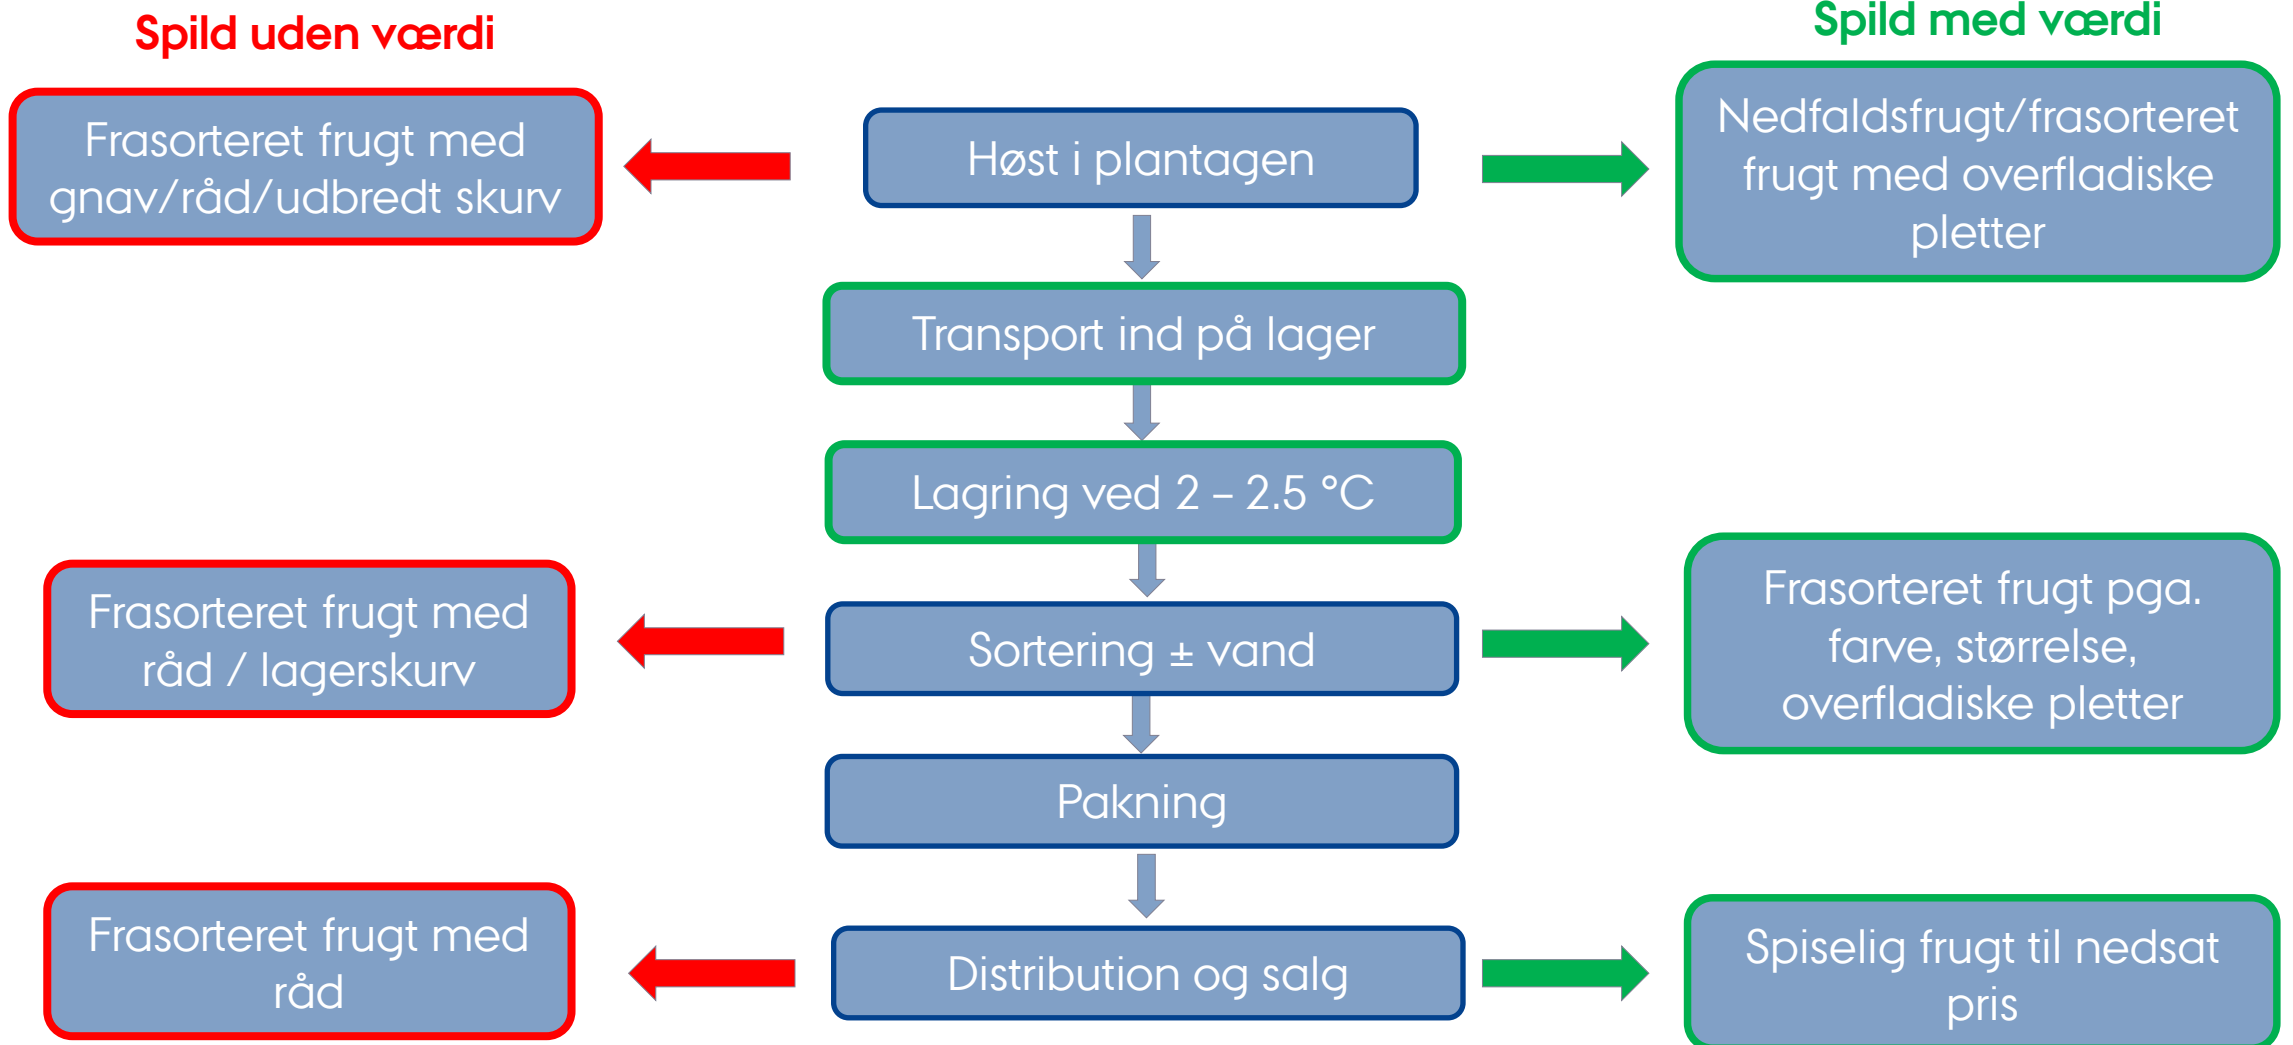 Spild uden værdi
Spild med værdi
Frasorteret frugt med
gnav/råd/udbredt skurv
Høst i plantagen
Nedfaldsfrugt/frasorteret
frugt med overfladiske
pletter
Transport ind på lager
Lagring ved 2 – 2.5 °C
Frasorteret frugt med
råd / lagerskurv
Sortering ± vand
Frasorteret frugt pga.
farve, størrelse,
overfladiske pletter
Pakning
Frasorteret frugt med
råd
Distribution og salg
Spiselig frugt til nedsat
pris